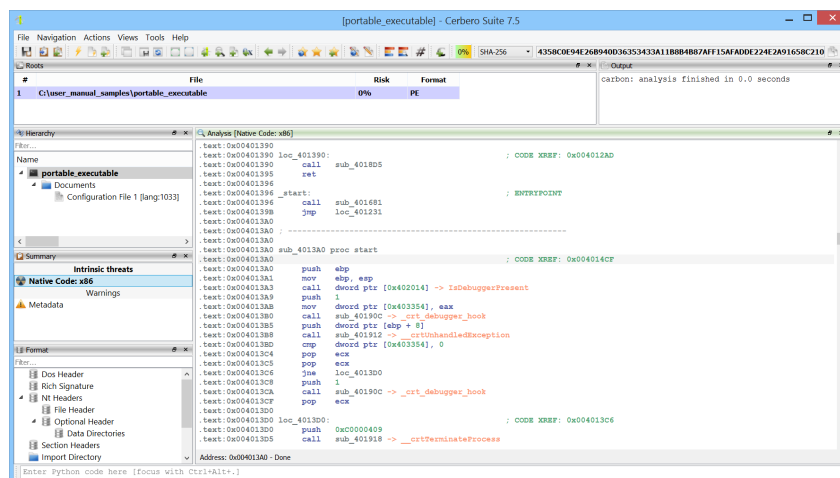 [portable_executable] - Cerbero Suite 7.5
File Navigation Actions Views Tools Help
0% SHA-256 4358C0E94E26B940D36353433A11B8B4B87AFF15AFADDE224E2A91658C210
Roots
# File Risk Format
1 C:\user_manual_samples\portable_executable 0% PE
Output
carbon: analysis finished in 0.0 seconds
Hierarchy
Filter...
Name
portable_executable
Documents
Configuration File 1 [lang:1033]
Summary
Intrinsic threats
Native Code: x86
Warnings
Metadata
Format
Filter...
Dos Header
Rich Signature
Nt Headers
File Header
Optional Header
Data Directories
Section Headers
Import Directory
Analysis [Native Code: x86]
.text:0x00401390
.text:0x00401390 loc_401390: ; CODE XREF: 0x004012AD
.text:0x00401390 call sub_4018D5
.text:0x00401395 ret
.text:0x00401396
.text:0x00401396 _start: ; ENTRYPOINT
.text:0x00401396 call sub_401681
.text:0x0040139B jmp loc_401231
.text:0x004013A0
.text:0x004013A0 ; ---------------------------------------------------------
.text:0x004013A0
.text:0x004013A0 sub_4013A0 proc start
.text:0x004013A0 ; CODE XREF: 0x004014CF
.text:0x004013A0 push ebp
.text:0x004013A1 mov ebp, esp
.text:0x004013A3 call dword ptr [0x402014] -> IsDebuggerPresent
.text:0x004013A9 push 1
.text:0x004013AB mov dword ptr [0x403354], eax
.text:0x004013B0 call sub_40190C -> _crt_debugger_hook
.text:0x004013B5 push dword ptr [ebp + 8]
.text:0x004013B8 call sub_401912 -> __crtUnhandledException
.text:0x004013BD cmp dword ptr [0x403354], 0
.text:0x004013C4 pop ecx
.text:0x004013C5 pop ecx
.text:0x004013C6 jne loc_4013D0
.text:0x004013C8 push 1
.text:0x004013CA call sub_40190C -> _crt_debugger_hook
.text:0x004013CF pop ecx
.text:0x004013D0
.text:0x004013D0 loc_4013D0: ; CODE XREF: 0x004013C6
.text:0x004013D0 push 0xC0000409
.text:0x004013D5 call sub_401918 -> __crtTerminateProcess
Address: 0x004013A0 - Done
Enter Python code here [focus with Ctrl+Alt+.]